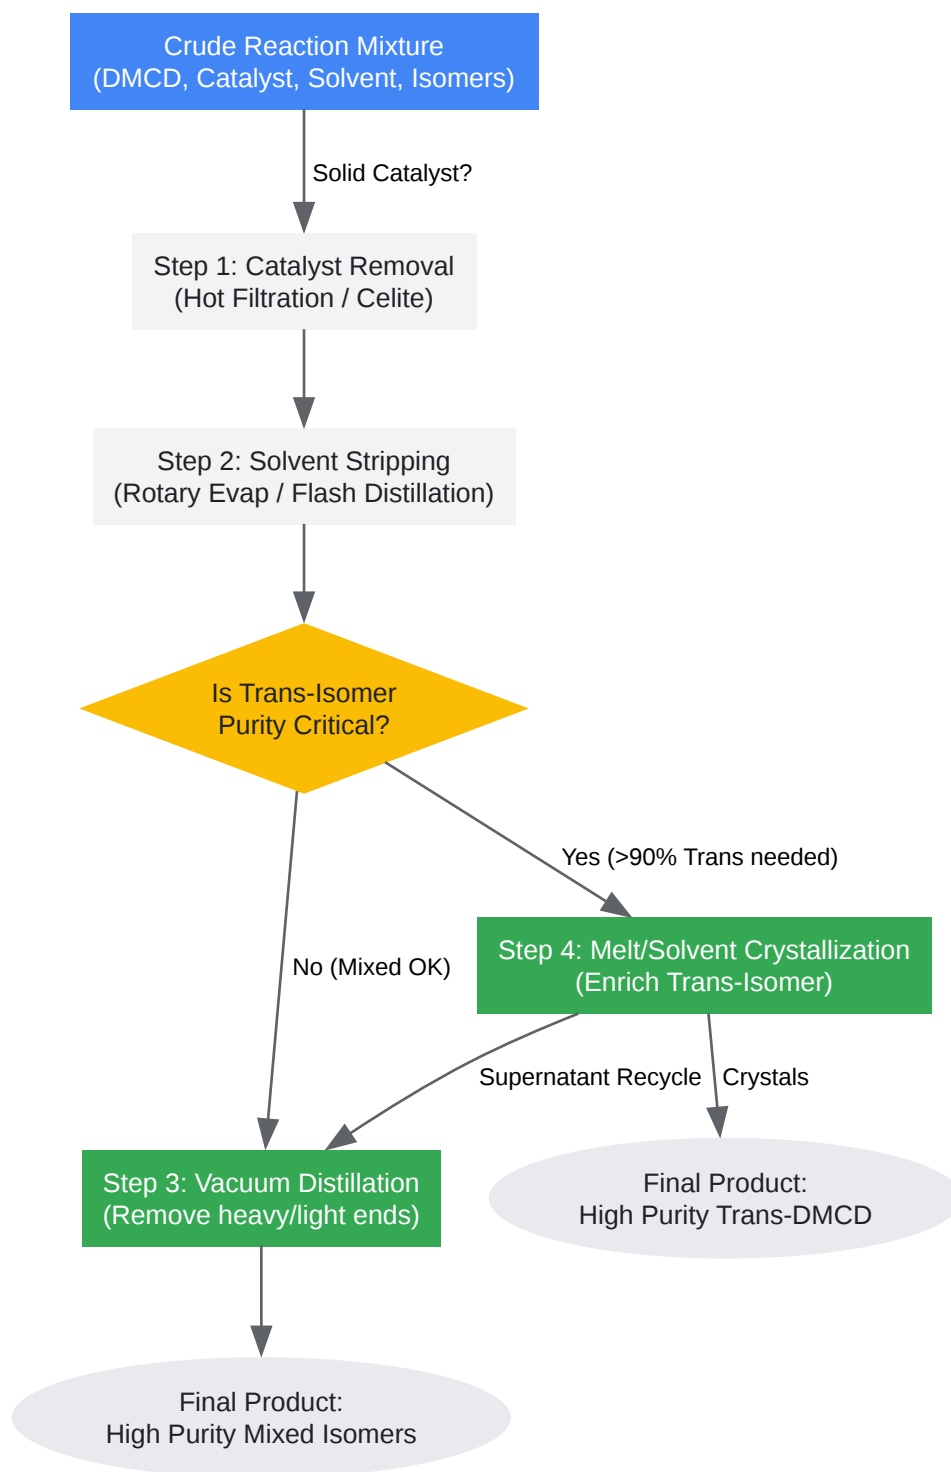 Crude Reaction Mixture
(DMCD, Catalyst, Solvent, Isomers)
Solid Catalyst?
Step 1: Catalyst Removal
(Hot Filtration / Celite)
Step 2: Solvent Stripping
(Rotary Evap / Flash Distillation)
Is Trans-Isomer
Purity Critical?
Yes (>90% Trans needed)
Step 4: Melt/Solvent Crystallization
(Enrich Trans-Isomer)
No (Mixed OK)
Supernatant Recycle
Crystals
Step 3: Vacuum Distillation
(Remove heavy/light ends)
Final Product:
High Purity Trans-DMCD
Final Product:
High Purity Mixed Isomers